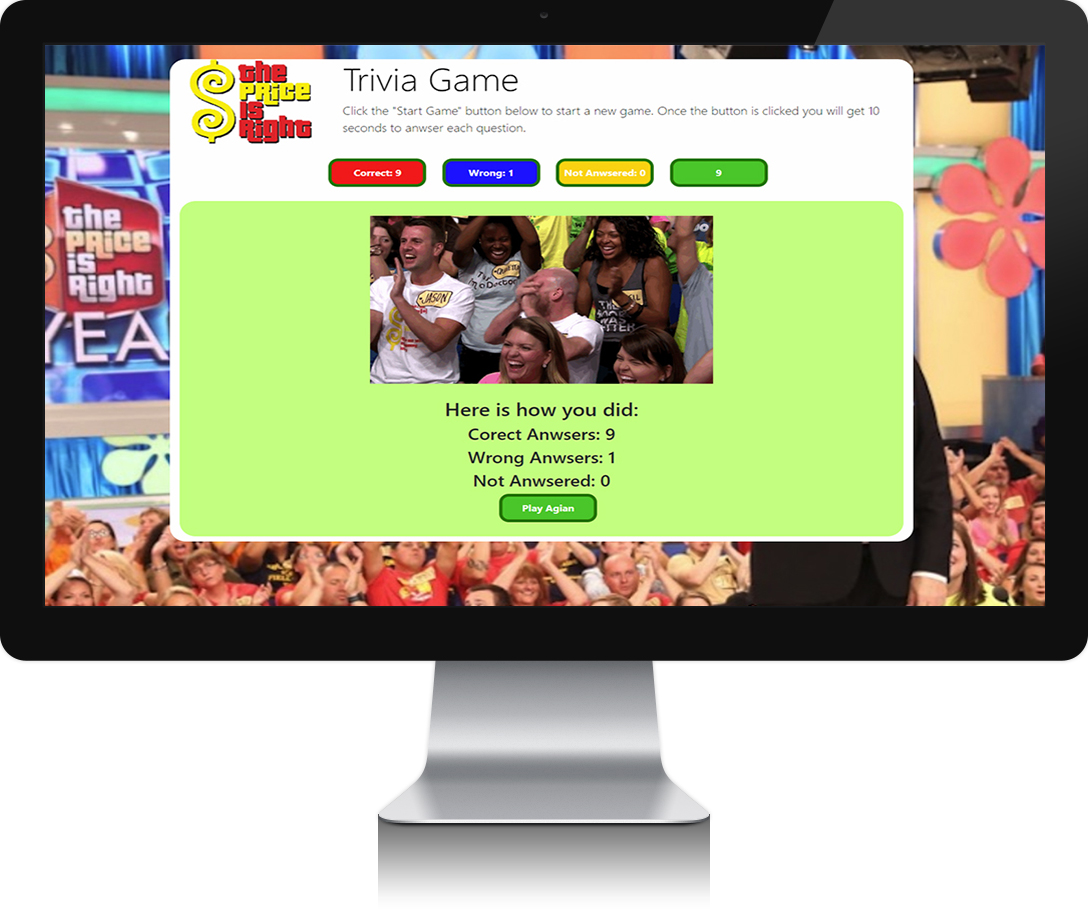 the
PRiCE
iS
Right
Trivia Game
Click the "Start Game" button below to start a new game. Once the button is clicked you will get 10
seconds to anwser each question.
Correct: 9
Wrong: 1
Not Anwsered: 0
9
the
PRiCE
iS
Right
YEA
JASON
Here is how you did:
Corect Anwsers: 9
Wrong Anwsers: 1
Not Anwsered: 0
Play Agian